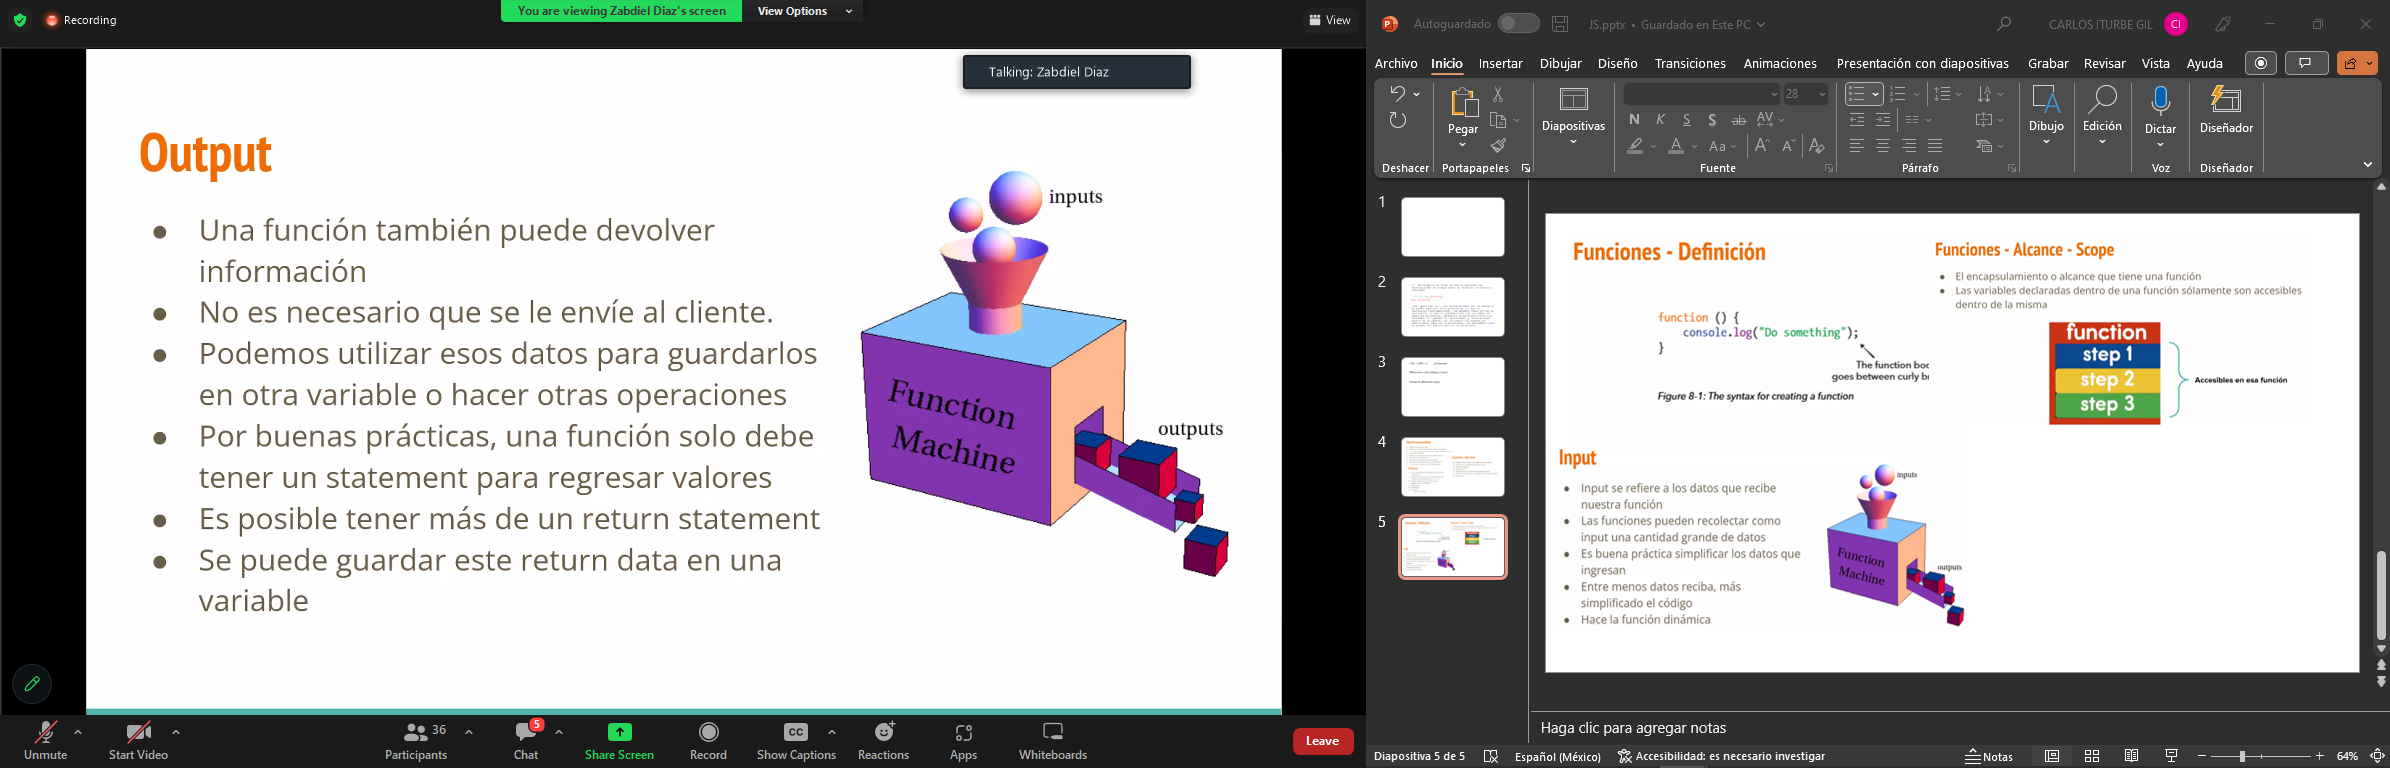 Recording
You are viewing Zabdiel Diaz's screen
View Options
View
Talking: Zabdiel Diaz
Output
● Una función también puede devolver
información
● No es necesario que se le envíe al cliente.
● Podemos utilizar esos datos para guardarlos
en otra variable o hacer otras operaciones
● Por buenas prácticas, una función solo debe
tener un statement para regresar valores
● Es posible tener más de un return statement
● Se puede guardar este return data en una
variable
inputs
Function
Machine
outputs
Unmute
Start Video
36
Participants
5
Chat
Share Screen
Record
CC
Show Captions
Reactions
Apps
Whiteboards
Leave
Autoguardado
JS.pptx • Guardado en Este PC
CARLOS ITURBE GIL
CI
Archivo
Inicio
Insertar
Dibujar
Diseño
Transiciones
Animaciones
Presentación con diapositivas
Grabar
Revisar
Vista
Ayuda
Deshacer
Pegar
Portapapeles
Diapositivas
28
N K S S ab AV
A Aa A A A
Fuente
Párrafo
Dibujo
Edición
Dictar
Voz
Diseñador
Diseñador
1
2
3
4
5
Funciones - Definición
function () {
console.log("Do something");
}
The function boc
goes between curly b
Figure 8-1: The syntax for creating a function
Funciones - Alcance - Scope
● El encapsulamiento o alcance que tiene una función
● Las variables declaradas dentro de una función sólamente son accesibles
dentro de la misma
function
step 1
step 2
step 3
Accesibles en esa función
Input
● Input se refiere a los datos que recibe
nuestra función
● Las funciones pueden recolectar como
input una cantidad grande de datos
● Es buena práctica simplificar los datos que
ingresan
● Entre menos datos reciba, más
simplificado el código
● Hace la función dinámica
inputs
Function
Machine
outputs
Haga clic para agregar notas
Diapositiva 5 de 5
Español (México)
Accesibilidad: es necesario investigar
Notas
64%